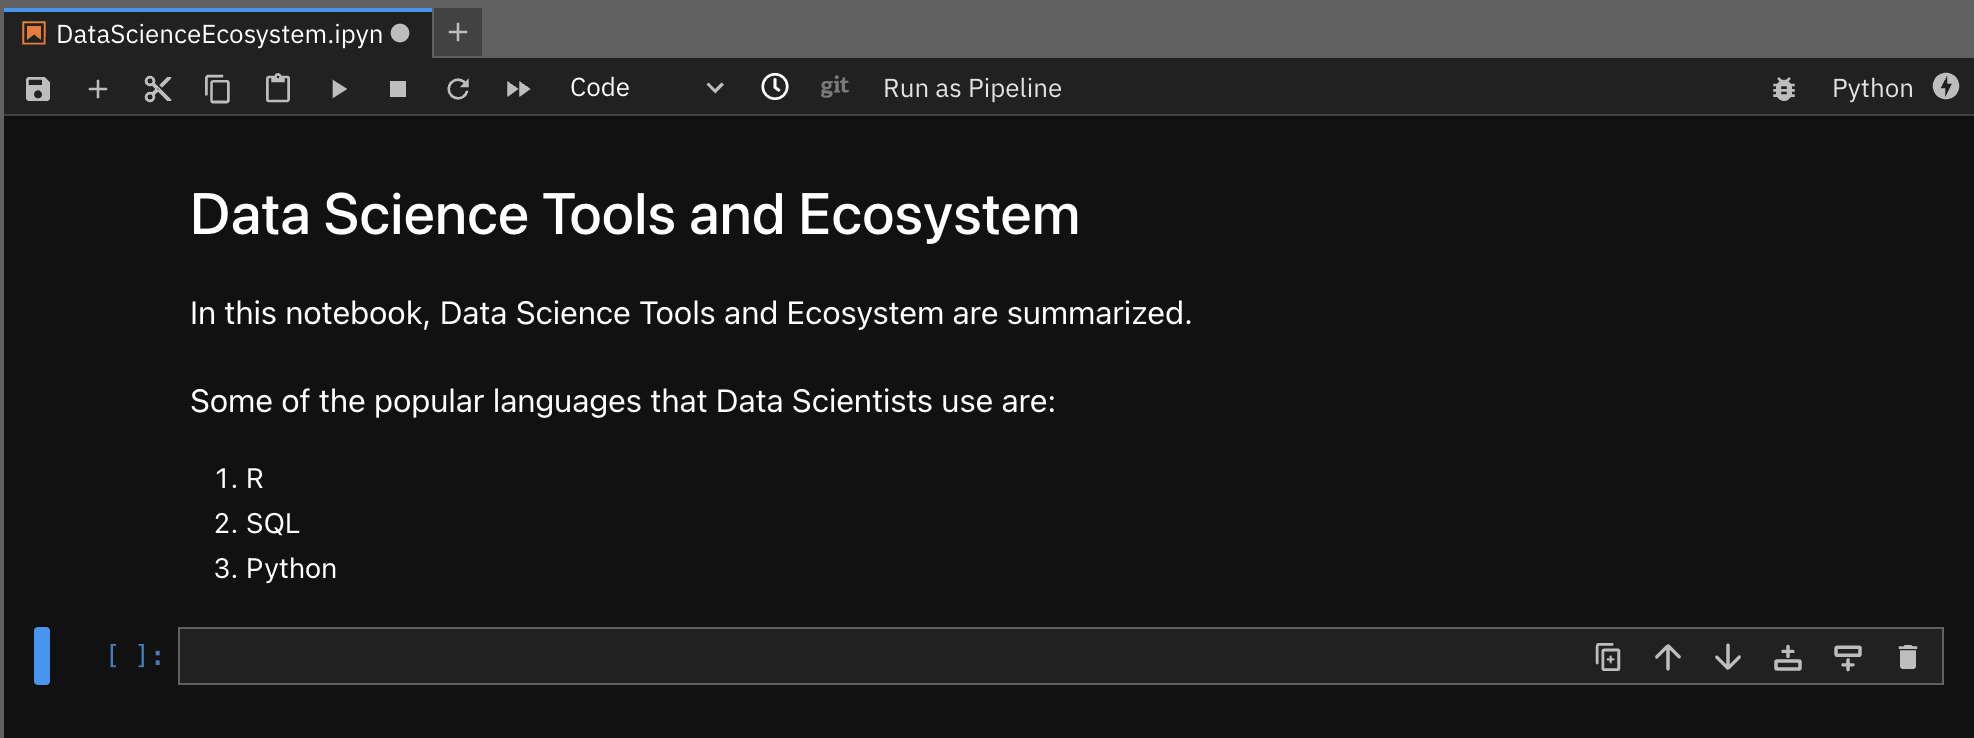 DataScienceEcosystem.ipyn
Code git Run as Pipeline Python
Data Science Tools and Ecosystem
In this notebook, Data Science Tools and Ecosystem are summarized.
Some of the popular languages that Data Scientists use are:
1. R
2. SQL
3. Python
[ ]: